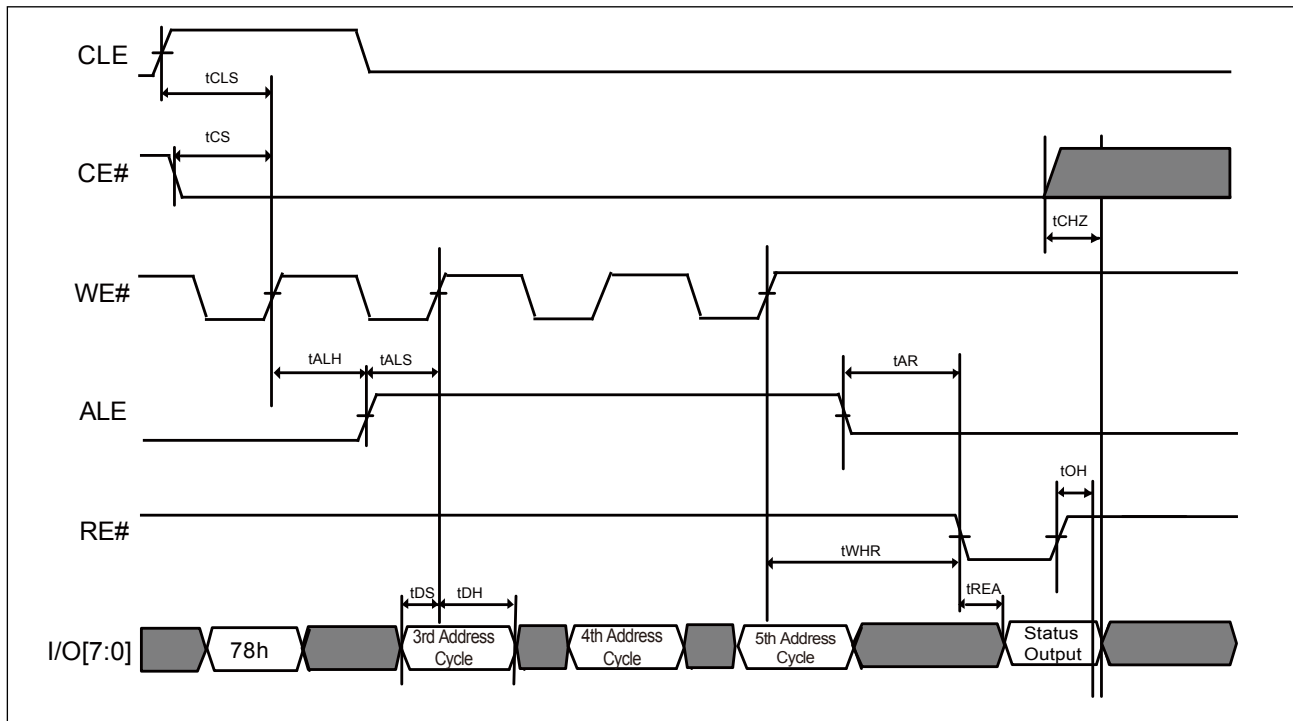 CLE
tCLS
tCS
CE#
tCHZ
WE#
tALH
tALS
tAR
ALE
tOH
RE#
tWHR
tDS
tDH
tREA
I/O[7:0]
78h
3rd Address
Cycle
4th Address
Cycle
5th Address
Cycle
Status
Output